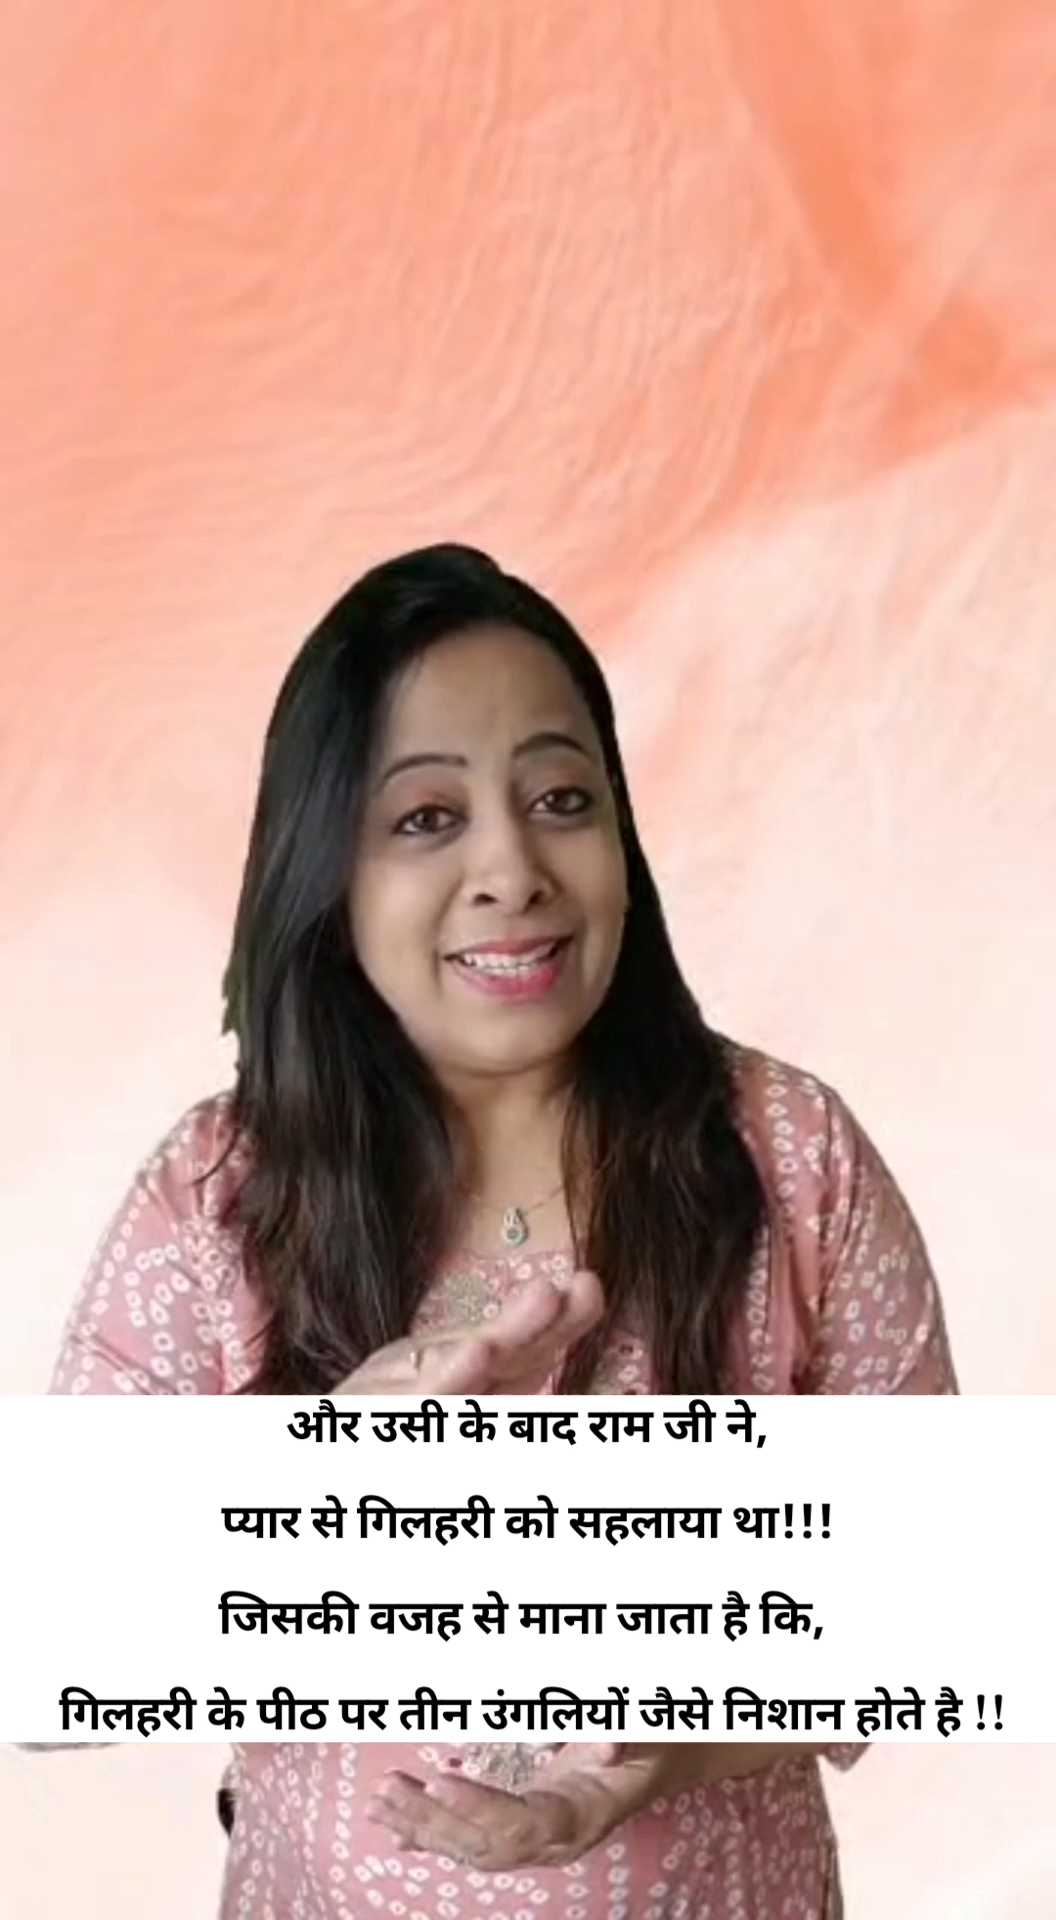 और उसी के बाद राम जी ने,
प्यार से गिलहरी को सहलाया था!!!
जिसकी वजह से माना जाता है कि,
गिलहरी के पीठ पर तीन उंगलियों जैसे निशान होते है !!